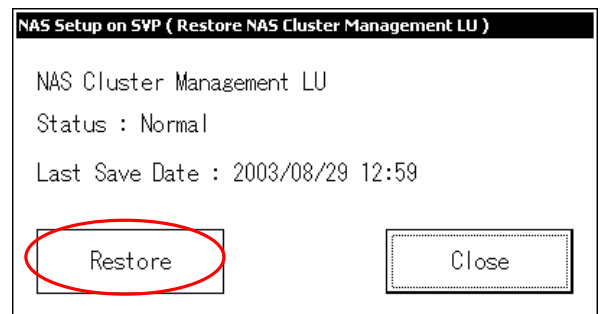 NAS Setup on SVP ( Restore NAS Cluster Management LU )
NAS Cluster Management LU
Status : Normal
Last Save Date : 2003/08/29 12:59
Restore
Close